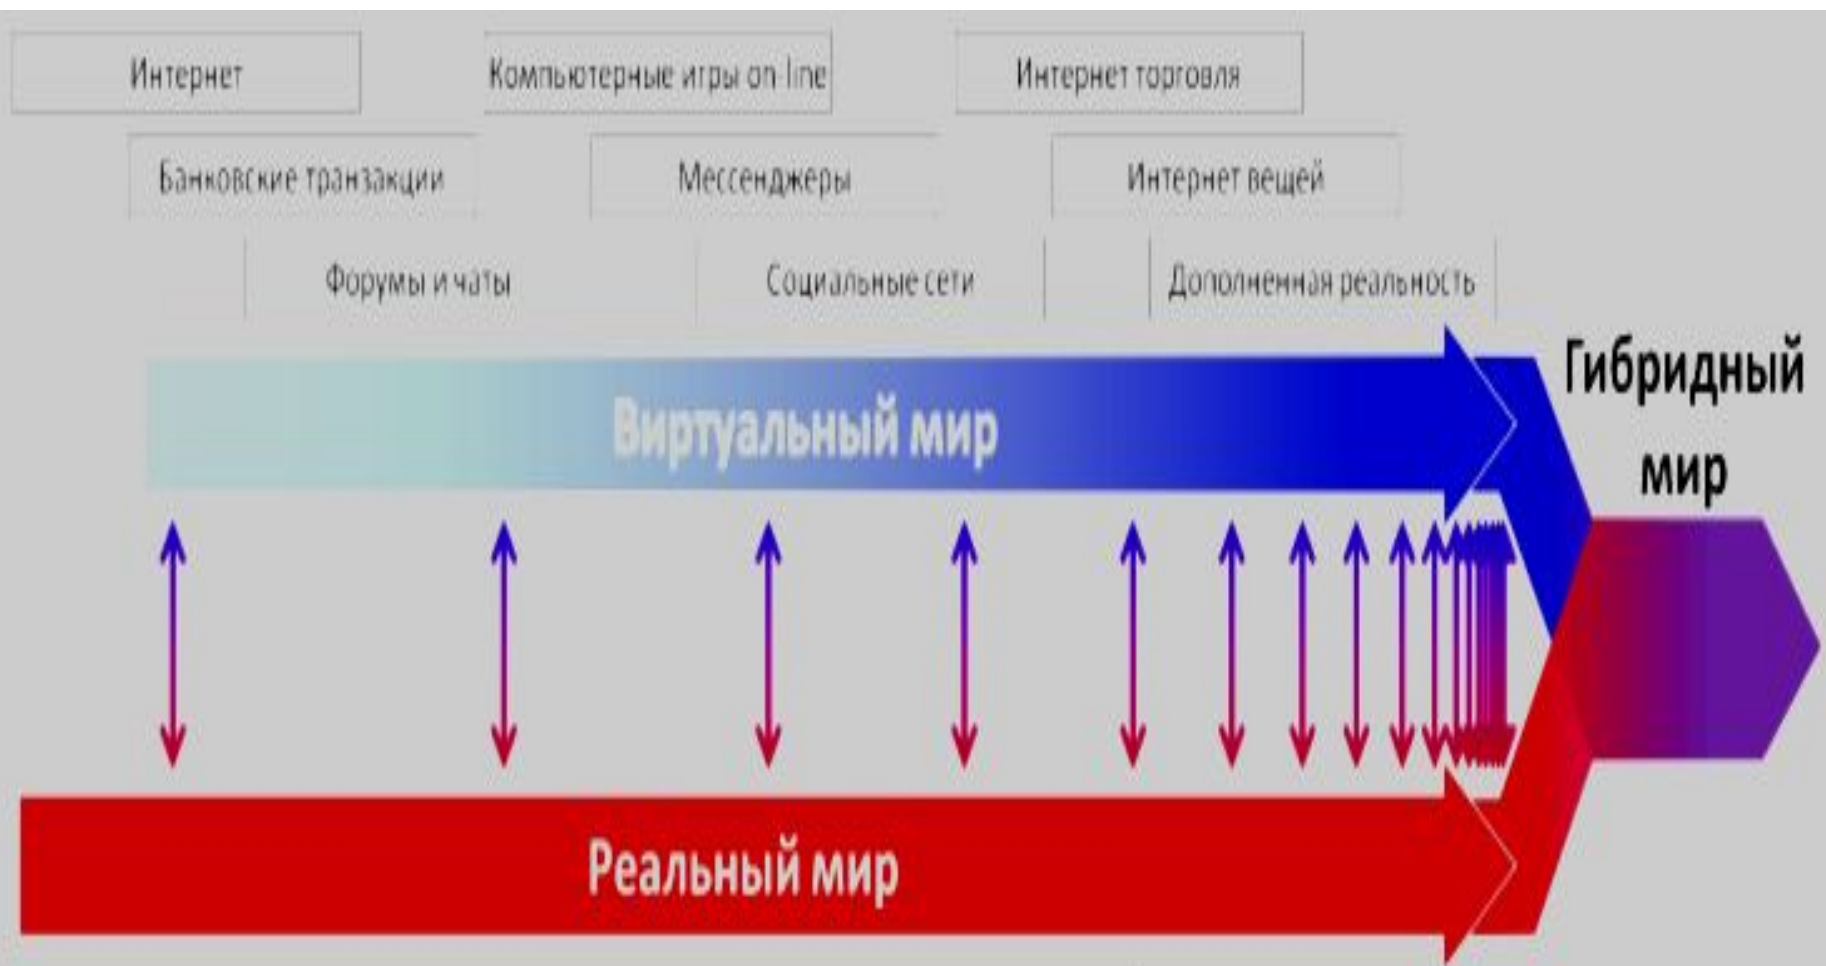 Интернет
Компьютерные игры on-line
Интернет торговля
Банковские транзакции
Мессенджеры
Интернет вещей
Форумы и чаты
Социальные сети
Дополненная реальность
Гибридный
мир
Виртуальный мир
Реальный мир